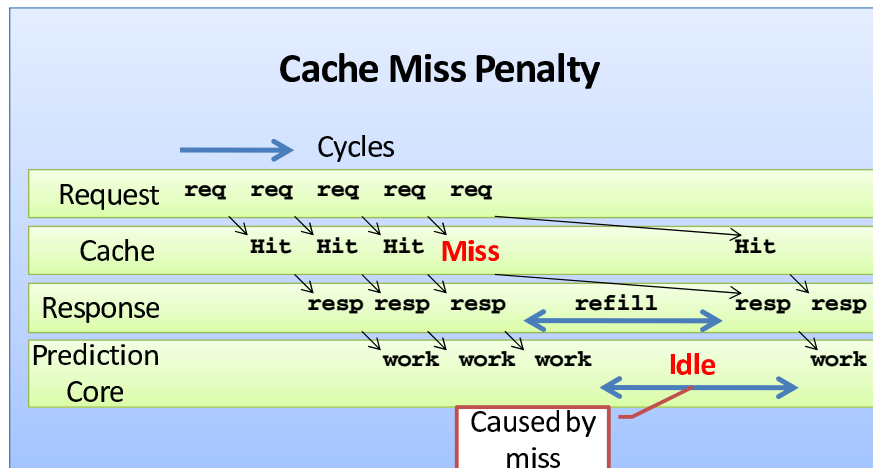 Cache Miss Penalty
Cycles
Request req req req req req
Cache Hit Hit Hit Miss Hit
Response resp resp resp refill resp resp
Prediction
Core
work work work Idle work
Caused by
miss